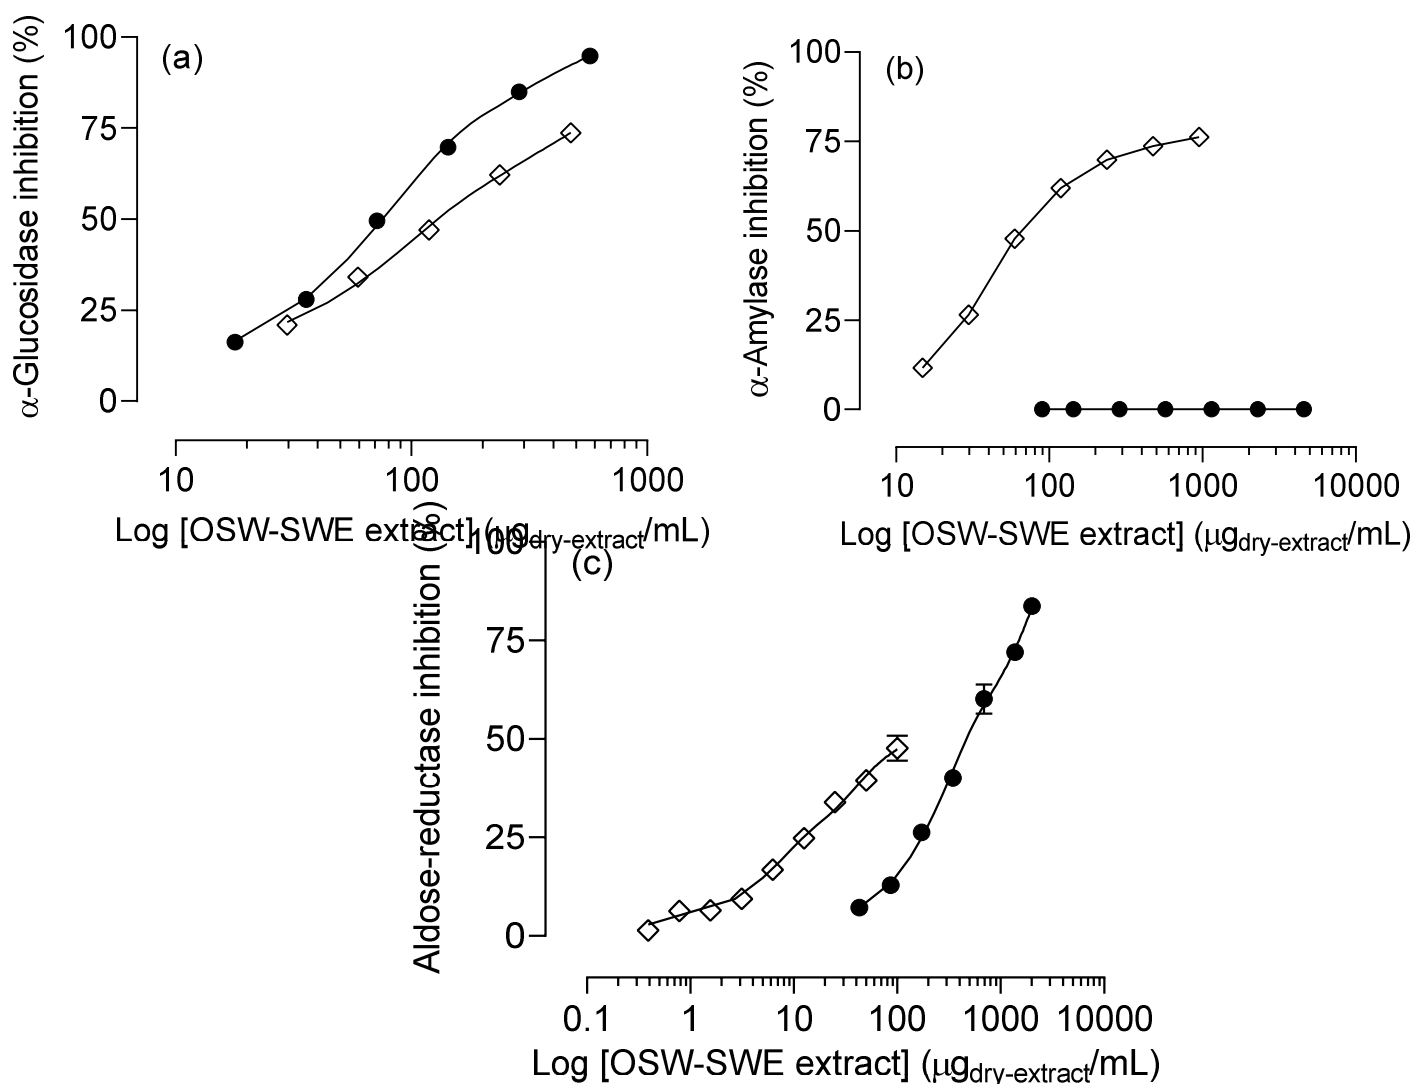 α-Glucosidase inhibition (%)
(a)
100
75
50
25
0
10 100 1000
Log [OSW-SWE extract] (μgdry-extract/mL)
α-Amylase inhibition (%)
(b)
100
75
50
25
0
10 100 1000 10000
Log [OSW-SWE extract] (μgdry-extract/mL)
Aldose-reductase inhibition (%)
(c)
100
75
50
25
0
0.1 1 10 100 1000 10000
Log [OSW-SWE extract] (μgdry-extract/mL)